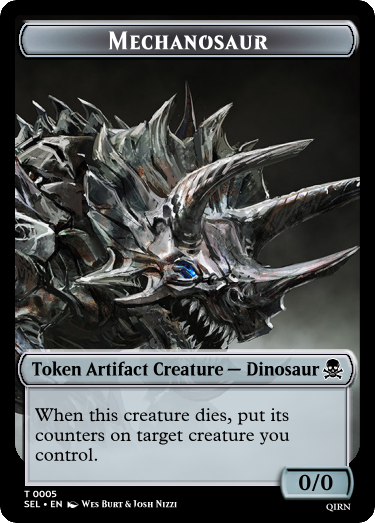 Mechanosaur
Token Artifact Creature — Dinosaur
When this creature dies, put its
counters on target creature you
control.
0/0
T 0005
SEL • EN Wes Burt & Josh Nizzi
QIRN